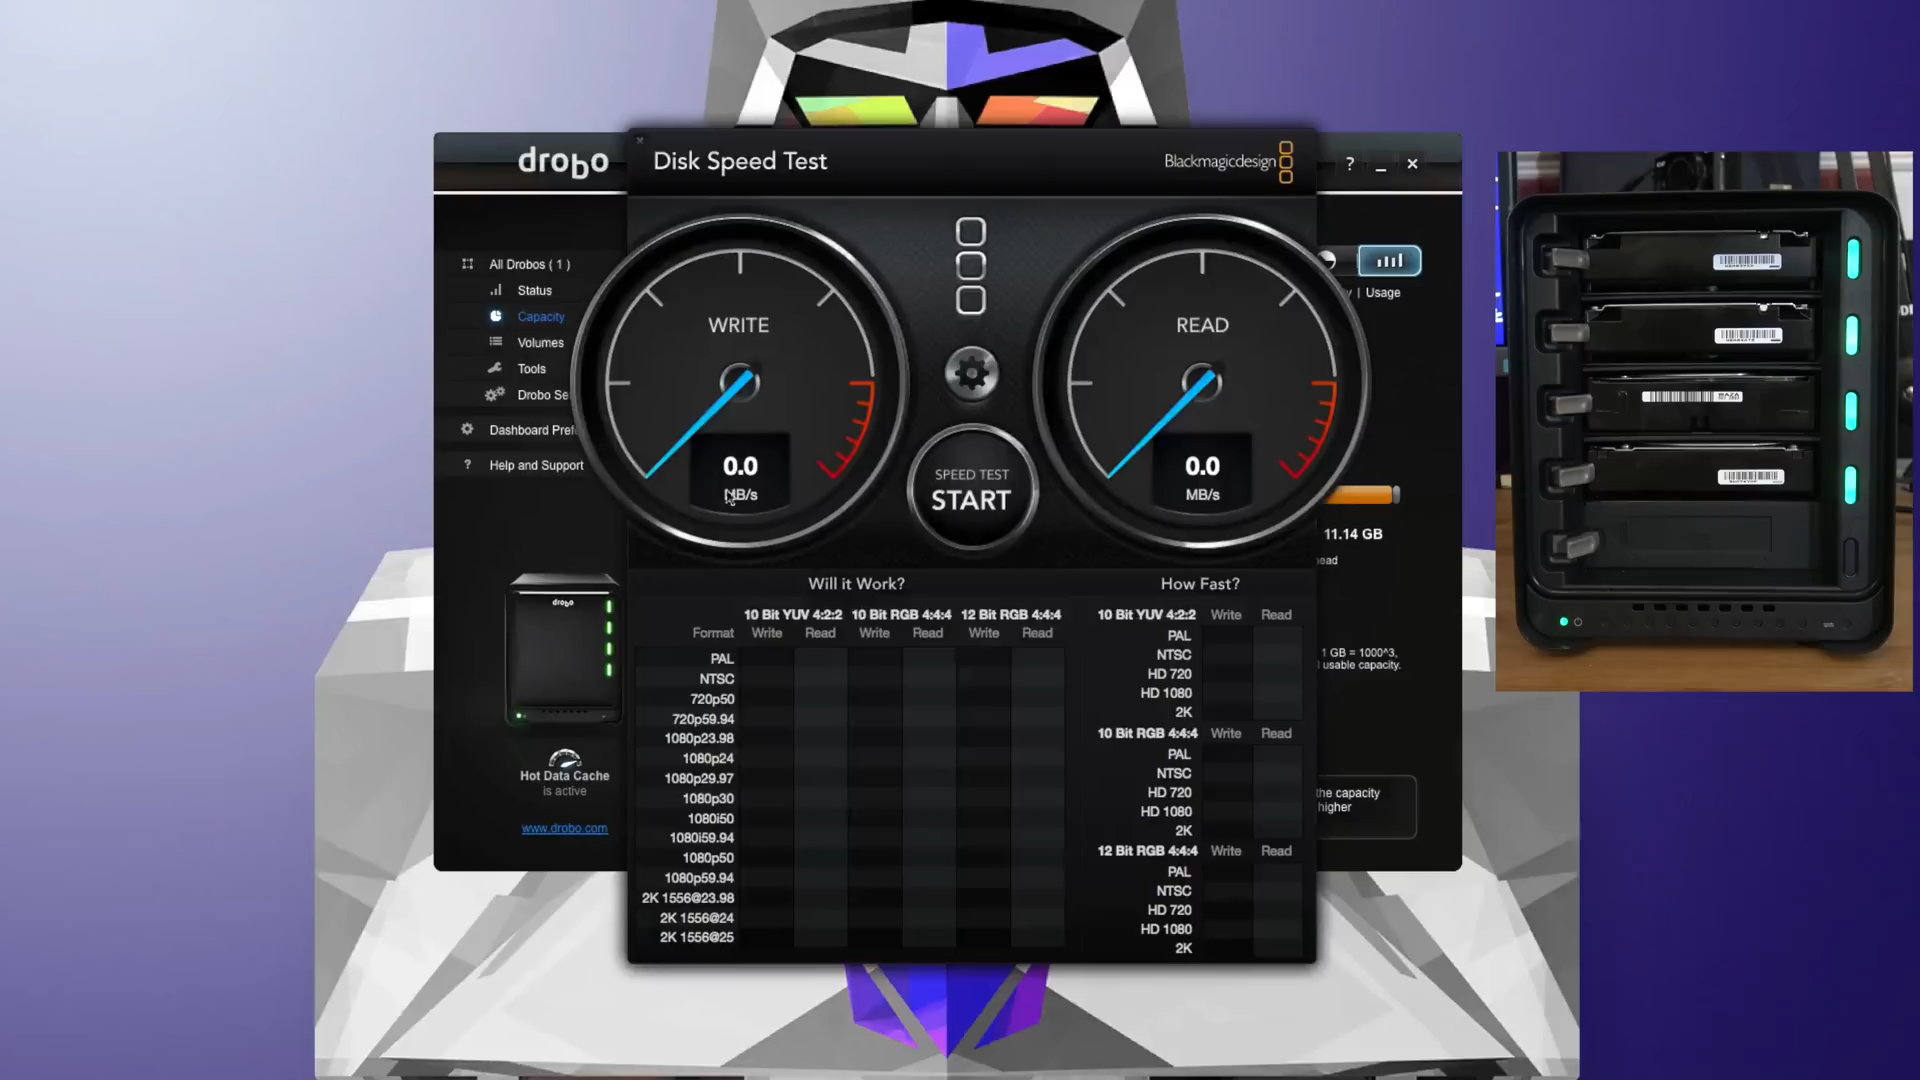 drobo
Disk Speed Test
Blackmagicdesign
? _ ×
All Drobos ( 1 )
Status
Capacity
Volumes
Tools
Drobo Se
Dashboard Pref
? Help and Support
| Usage
WRITE
0.0
MB/s
READ
0.0
MB/s
SPEED TEST
START
11.14 GB
ead
1 GB = 1000^3,
usable capacity.
the capacity
higher
drobo
Hot Data Cache
is active
www.drobo.com
Will it Work?
10 Bit YUV 4:2:2 10 Bit RGB 4:4:4 12 Bit RGB 4:4:4
Format Write Read Write Read Write Read
PAL
NTSC
720p50
720p59.94
1080p23.98
1080p24
1080p29.97
1080p30
1080i50
1080i59.94
1080p50
1080p59.94
2K 1556@23.98
2K 1556@24
2K 1556@25
How Fast?
10 Bit YUV 4:2:2 Write Read
PAL
NTSC
HD 720
HD 1080
2K
10 Bit RGB 4:4:4 Write Read
PAL
NTSC
HD 720
HD 1080
2K
12 Bit RGB 4:4:4 Write Read
PAL
NTSC
HD 720
HD 1080
2K